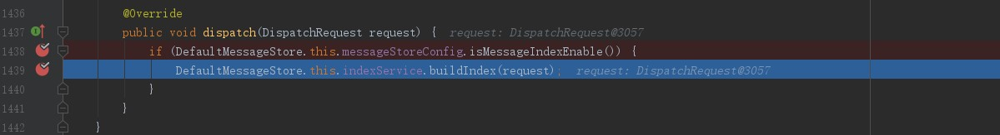 1436 @Override
1437 public void dispatch(DispatchRequest request) { request: DispatchRequest@3057
1438 if (DefaultMessageStore.this.messageStoreConfig.isMessageIndexEnable()) {
1439 DefaultMessageStore.this.indexService.buildIndex(request); request: DispatchRequest@3057
1440 }
1441 }
1442 }